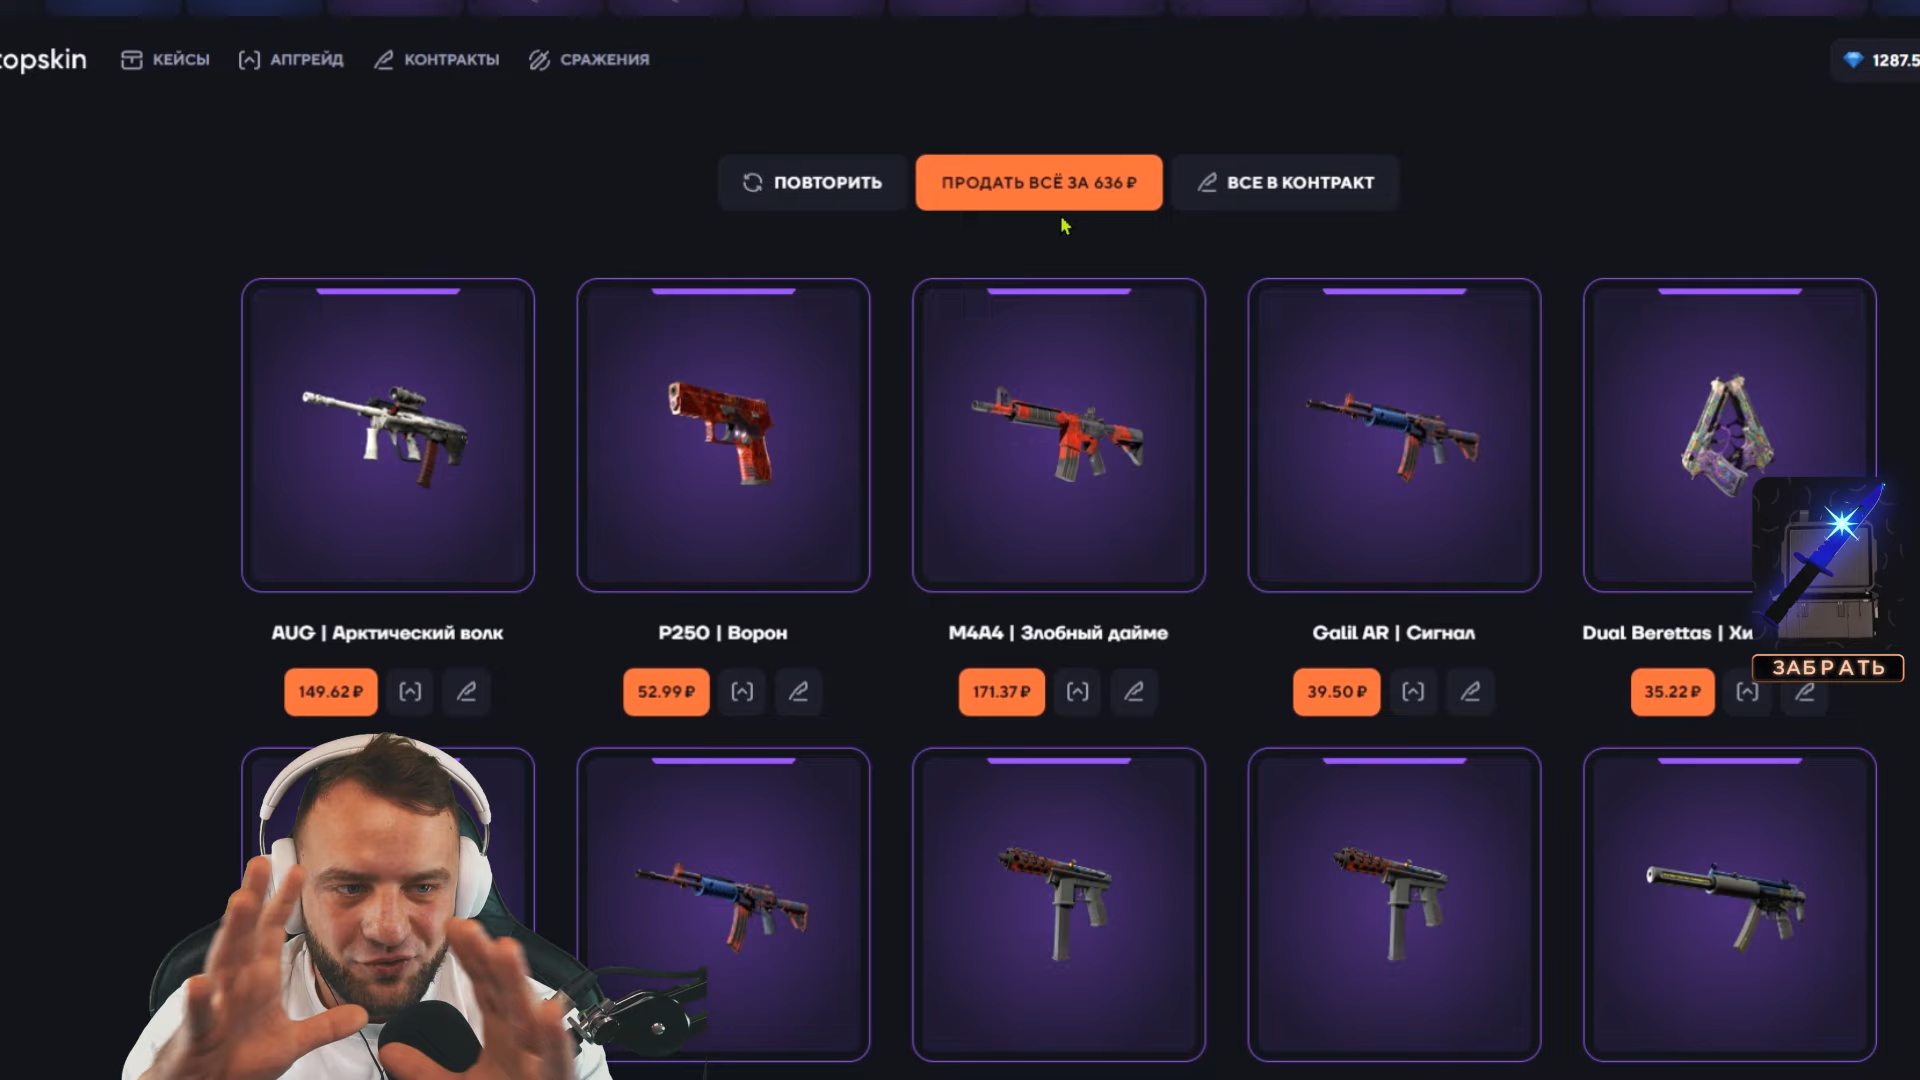 topskin
КЕЙСЫ
АПГРЕЙД
КОНТРАКТЫ
СРАЖЕНИЯ
1287.5
ПОВТОРИТЬ
ПРОДАТЬ ВСЁ ЗА 636 ₽
ВСЕ В КОНТРАКТ
AUG | Арктический волк
P250 | Ворон
M4A4 | Злобный дайме
Galil AR | Сигнал
Dual Berettas | Хи
ЗАБРАТЬ
149.62 ₽
52.99 ₽
171.37 ₽
39.50 ₽
35.22 ₽